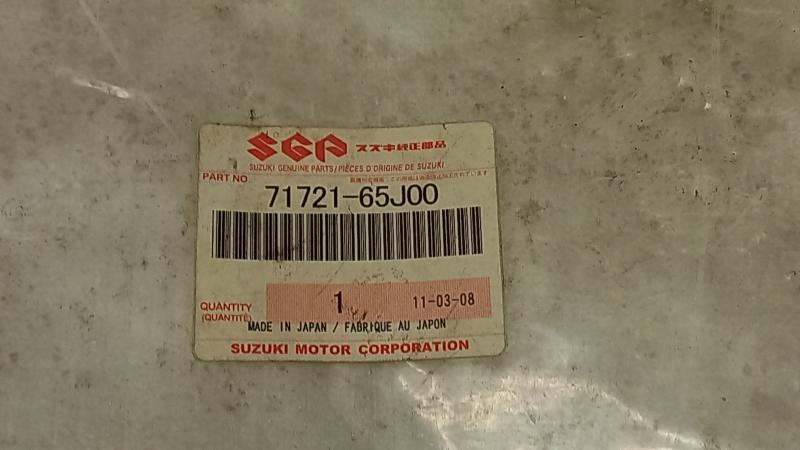 SGP スズキ純正部品
SUZUKI GENUINE PARTS/PIÈCES D'ORIGINE DE SUZUKI
PART NO.
71721-65J00
QUANTITY 1 11-03-08
(QUANTITÉ)
MADE IN JAPAN / FABRIQUE AU JAPON
SUZUKI MOTOR CORPORATION